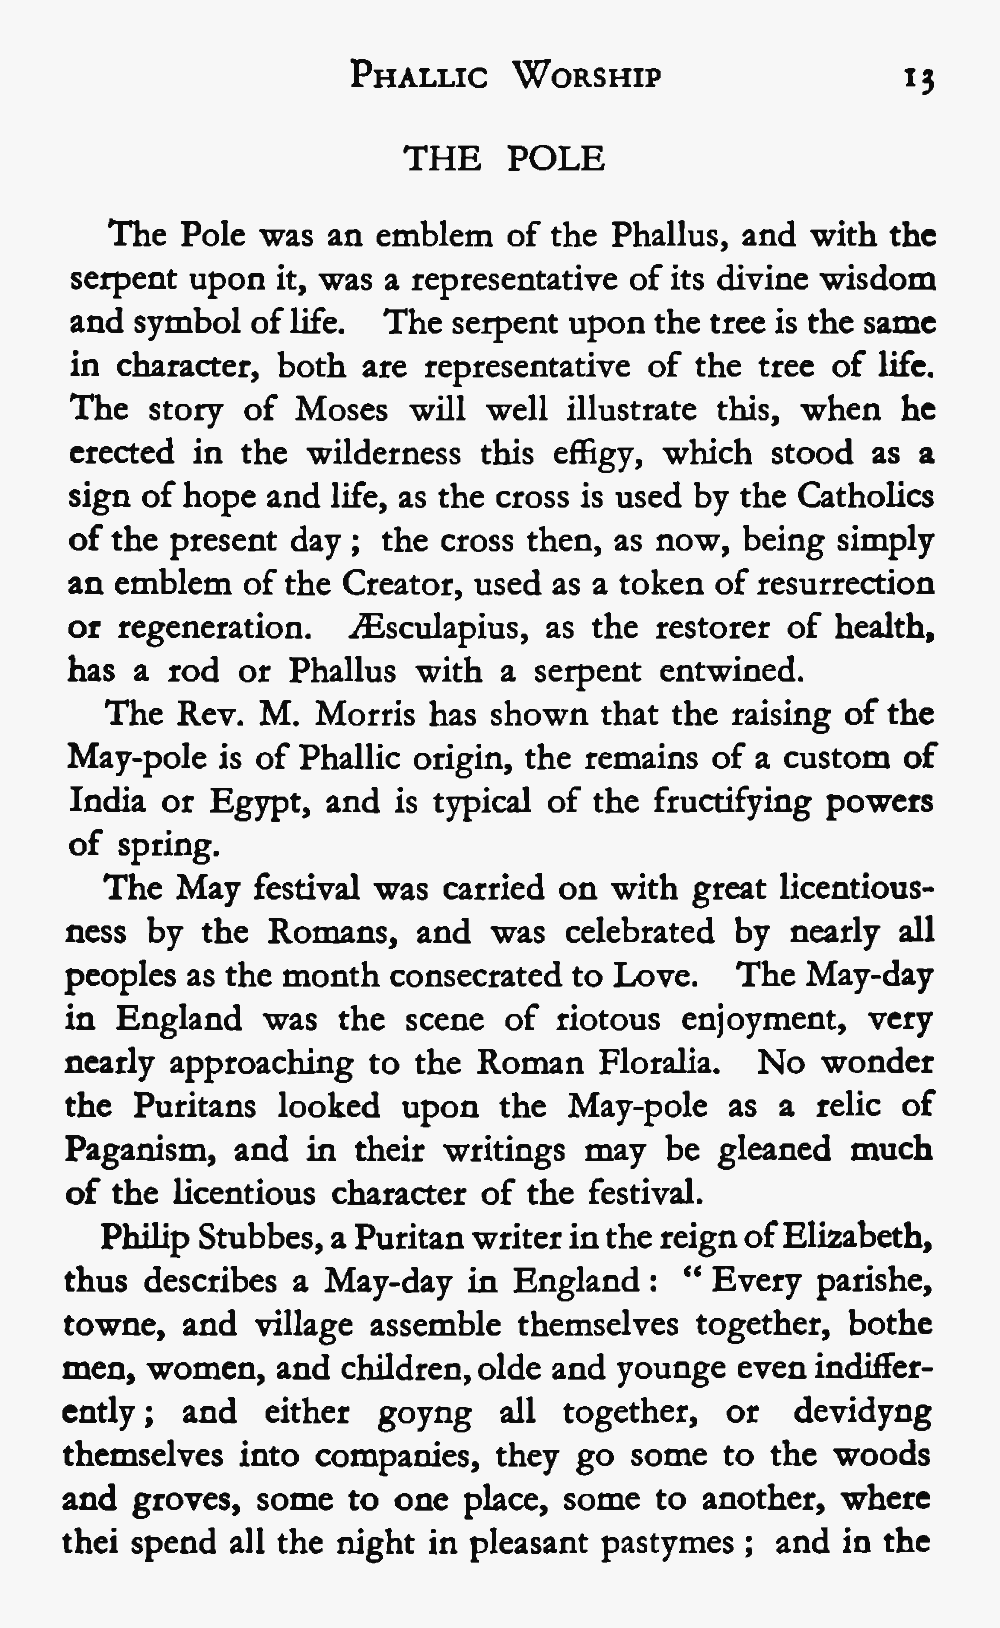 Phallic Worship 13
THE POLE
The Pole was an emblem of the Phallus, and with the
serpent upon it, was a representative of its divine wisdom
and symbol of life. The serpent upon the tree is the same
in character, both are representative of the tree of life.
The story of Moses will well illustrate this, when he
erected in the wilderness this effigy, which stood as a
sign of hope and life, as the cross is used by the Catholics
of the present day ; the cross then, as now, being simply
an emblem of the Creator, used as a token of resurrection
or regeneration. Æsculapius, as the restorer of health,
has a rod or Phallus with a serpent entwined.
The Rev. M. Morris has shown that the raising of the
May-pole is of Phallic origin, the remains of a custom of
India or Egypt, and is typical of the fructifying powers
of spring.
The May festival was carried on with great licentious-
ness by the Romans, and was celebrated by nearly all
peoples as the month consecrated to Love. The May-day
in England was the scene of riotous enjoyment, very
nearly approaching to the Roman Floralia. No wonder
the Puritans looked upon the May-pole as a relic of
Paganism, and in their writings may be gleaned much
of the licentious character of the festival.
Philip Stubbes, a Puritan writer in the reign of Elizabeth,
thus describes a May-day in England : “ Every parishe,
towne, and village assemble themselves together, bothe
men, women, and children, olde and younge even indiffer-
ently ; and either goyng all together, or devidyng
themselves into companies, they go some to the woods
and groves, some to one place, some to another, where
thei spend all the night in pleasant pastymes ; and in the